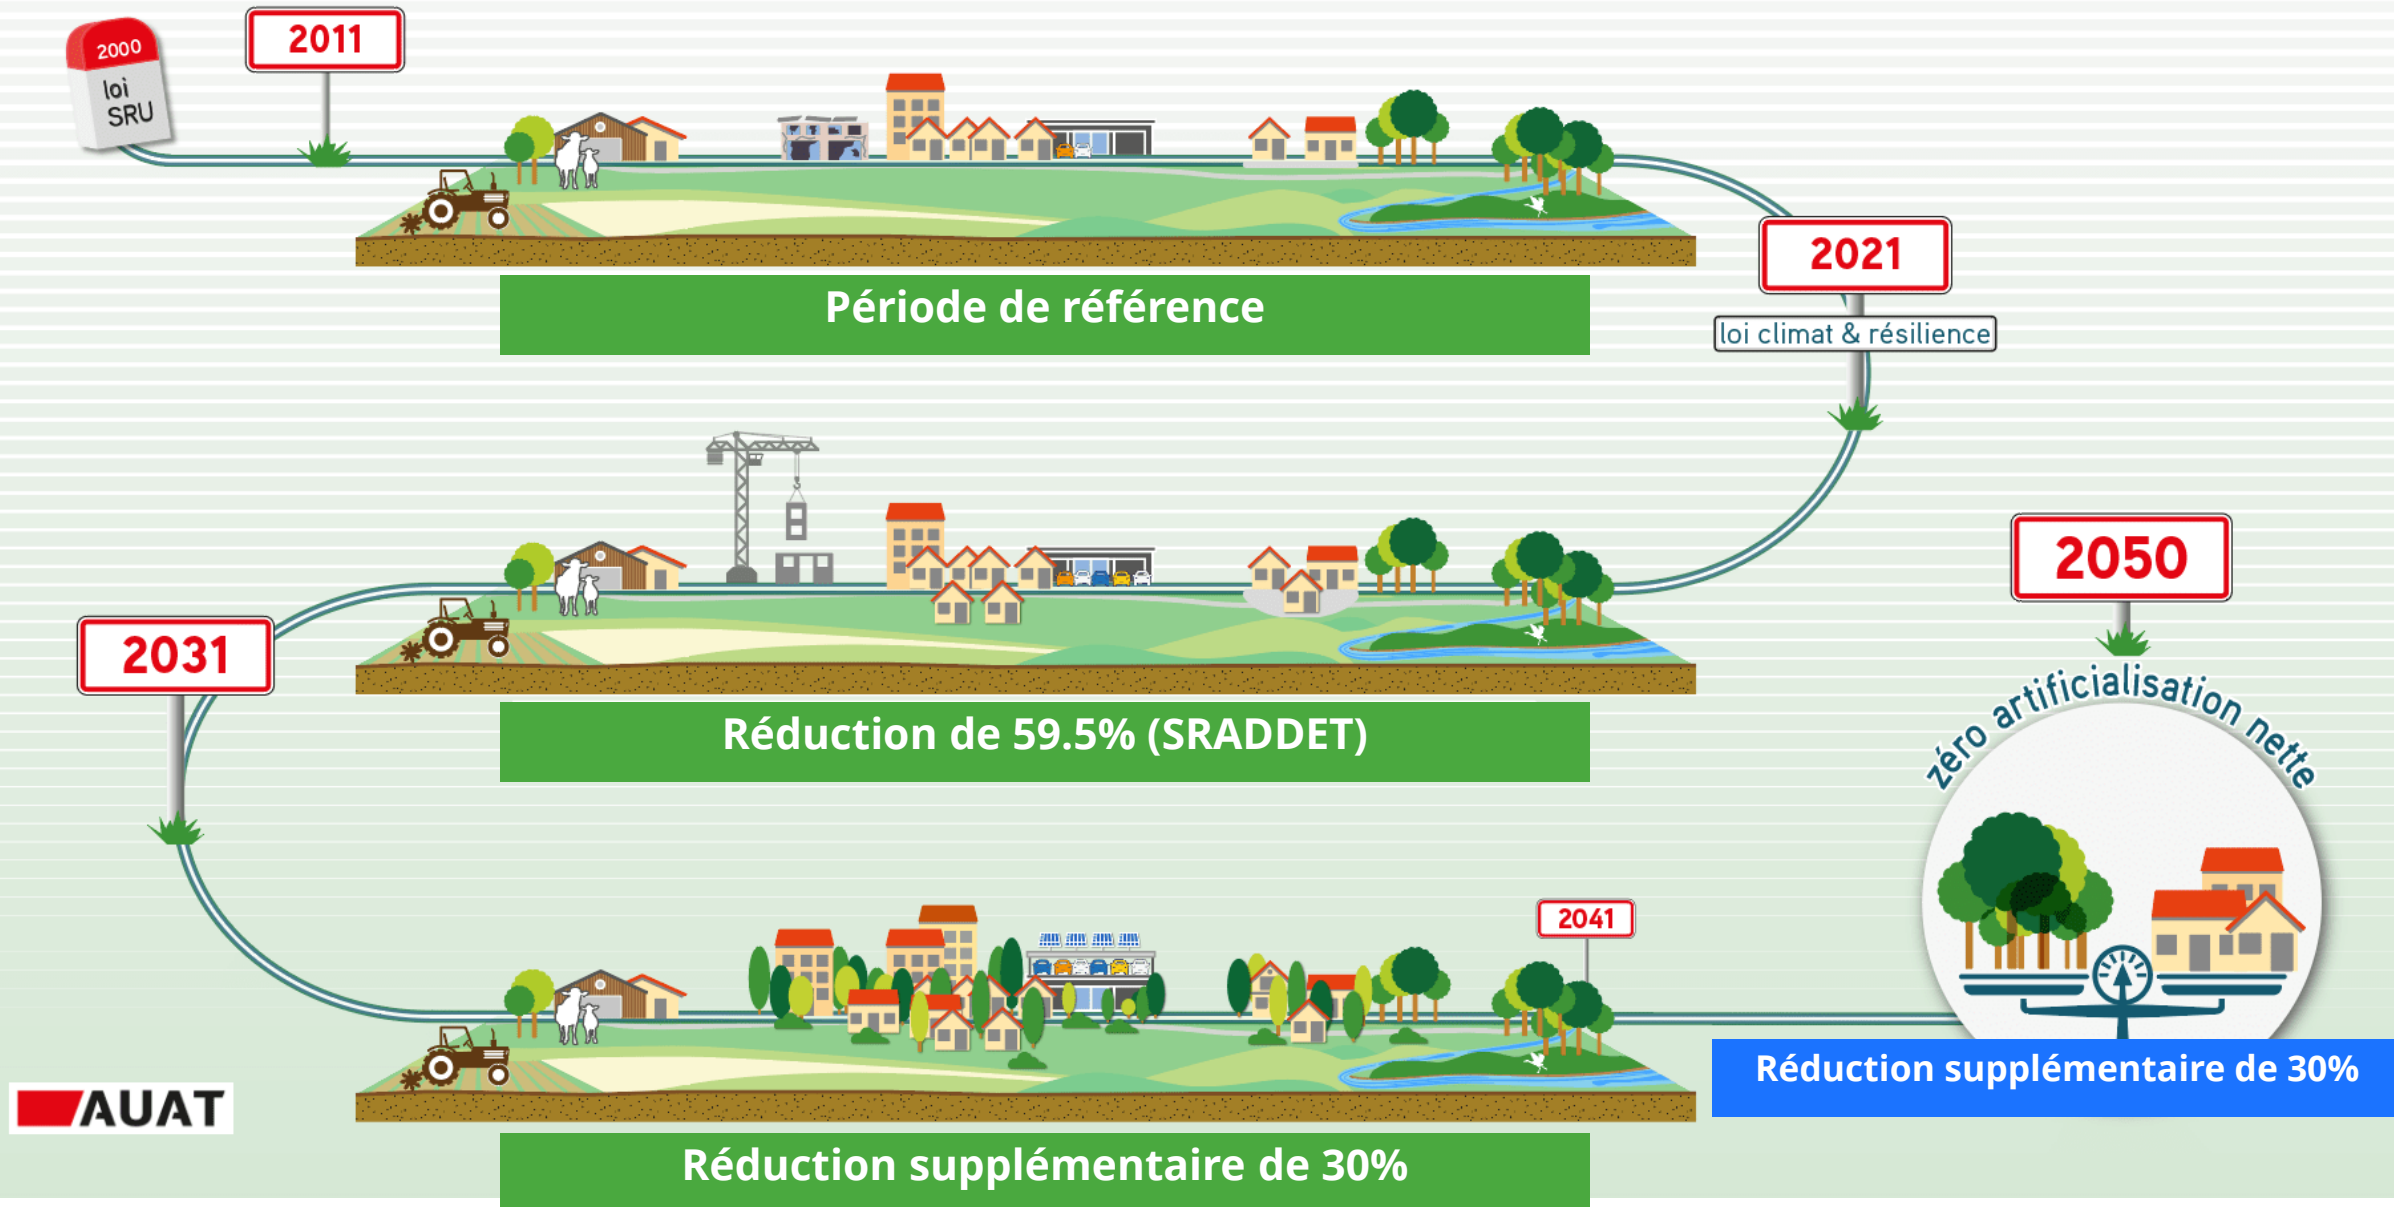 2000
loi
SRU
2011
Période de référence
2021
loi climat & résilience
Réduction de 59.5% (SRADDET)
2031
2050
zéro artificialisation nette
2041
Réduction supplémentaire de 30%
AUAT
Réduction supplémentaire de 30%